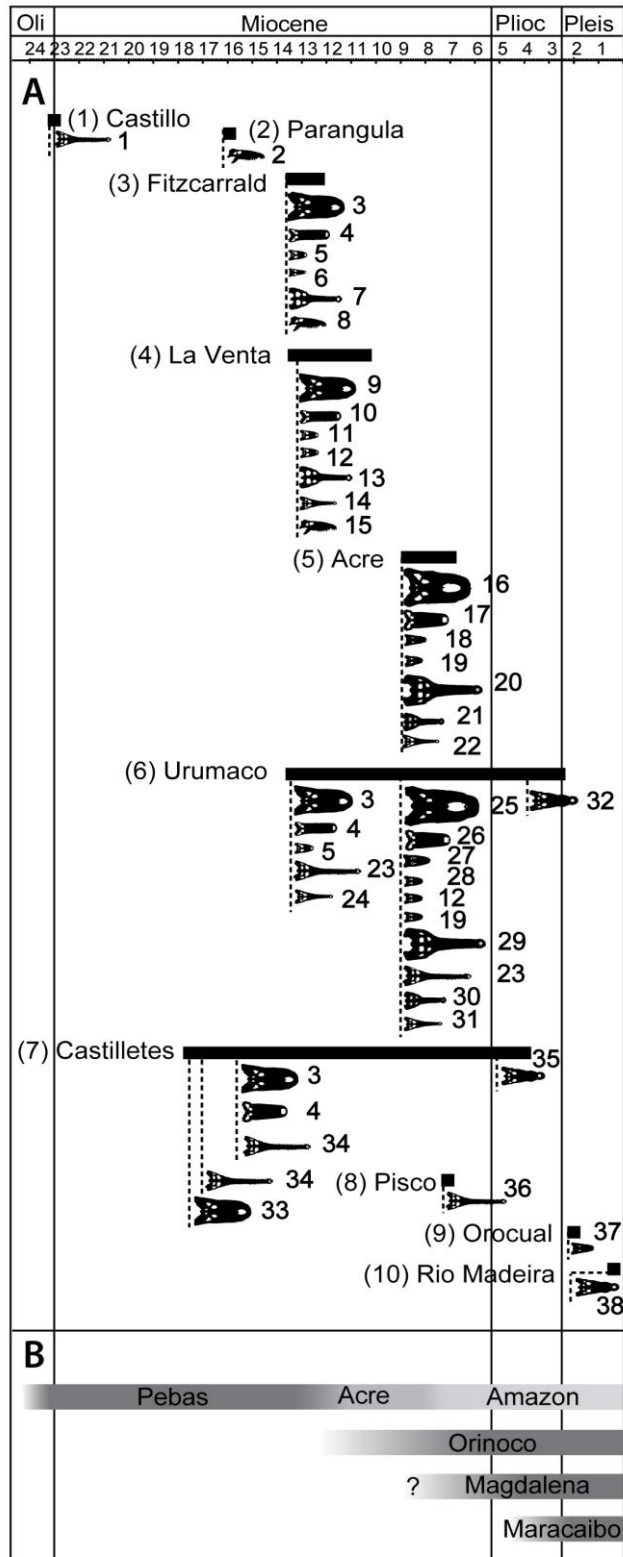 Oli Miocene Plioc Pleis
24 23 22 21 20 19 18 17 16 15 14 13 12 11 10 9 8 7 6 5 4 3 2 1
A
(1) Castillo
1
(2) Parangula
2
(3) Fitzcarrald
3
4
5
6
7
8
(4) La Venta
9
10
11
12
13
14
15
(5) Acre
16
17
18
19
20
21
22
(6) Urumaco
3
4
5
23
24
25
26
27
28
12
19
29
23
30
31
32
(7) Castilletes
3
4
34
34
33
35
(8) Pisco
36
(9) Orocual
37
(10) Rio Madeira
38
B
Pebas Acre Amazon
Orinoco
? Magdalena
Maracaibo